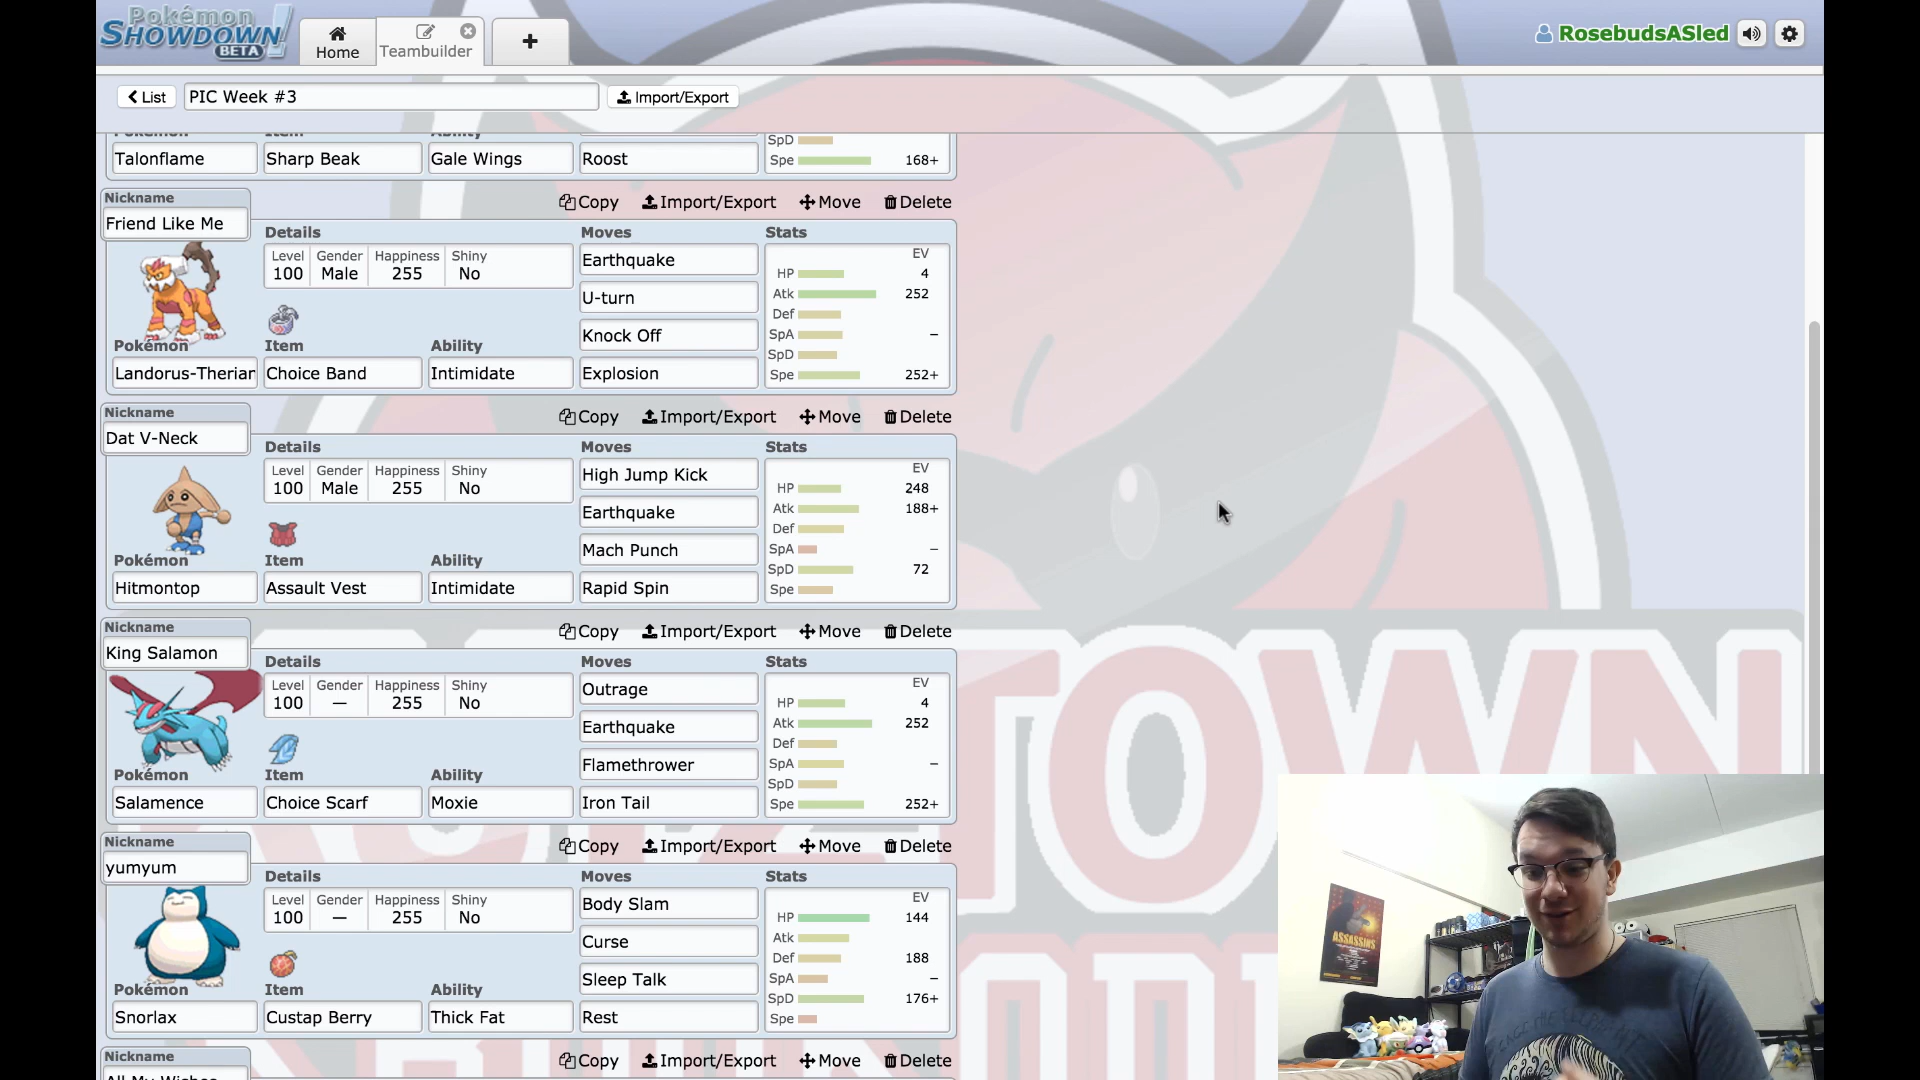 Pokémon
SHOWDOWN!
BETA
Home
Teambuilder
RosebudsASled
List
PIC Week #3
Import/Export
Pokémon Item Ability
Talonflame Sharp Beak Gale Wings Roost
SpD
Spe 168+
Nickname
Friend Like Me
Copy Import/Export Move Delete
Details Moves Stats
Level Gender Happiness Shiny
100 Male 255 No
Earthquake
U-turn
Knock Off
Explosion
EV
HP 4
Atk 252
Def
SpA –
SpD
Spe 252+
Pokémon Item Ability
Landorus-Therian Choice Band Intimidate
Nickname
Dat V-Neck
Copy Import/Export Move Delete
Details Moves Stats
Level Gender Happiness Shiny
100 Male 255 No
High Jump Kick
Earthquake
Mach Punch
Rapid Spin
EV
HP 248
Atk 188+
Def
SpA –
SpD 72
Spe
Pokémon Item Ability
Hitmontop Assault Vest Intimidate
Nickname
King Salamon
Copy Import/Export Move Delete
Details Moves Stats
Level Gender Happiness Shiny
100 — 255 No
Outrage
Earthquake
Flamethrower
Iron Tail
EV
HP 4
Atk 252
Def
SpA –
SpD
Spe 252+
Pokémon Item Ability
Salamence Choice Scarf Moxie
Nickname
yumyum
Copy Import/Export Move Delete
Details Moves Stats
Level Gender Happiness Shiny
100 — 255 No
Body Slam
Curse
Sleep Talk
Rest
EV
HP 144
Atk
Def 188
SpA –
SpD 176+
Spe
Pokémon Item Ability
Snorlax Custap Berry Thick Fat
Nickname
All My Wishes
Copy Import/Export Move Delete
TOWN
ASSASSINS